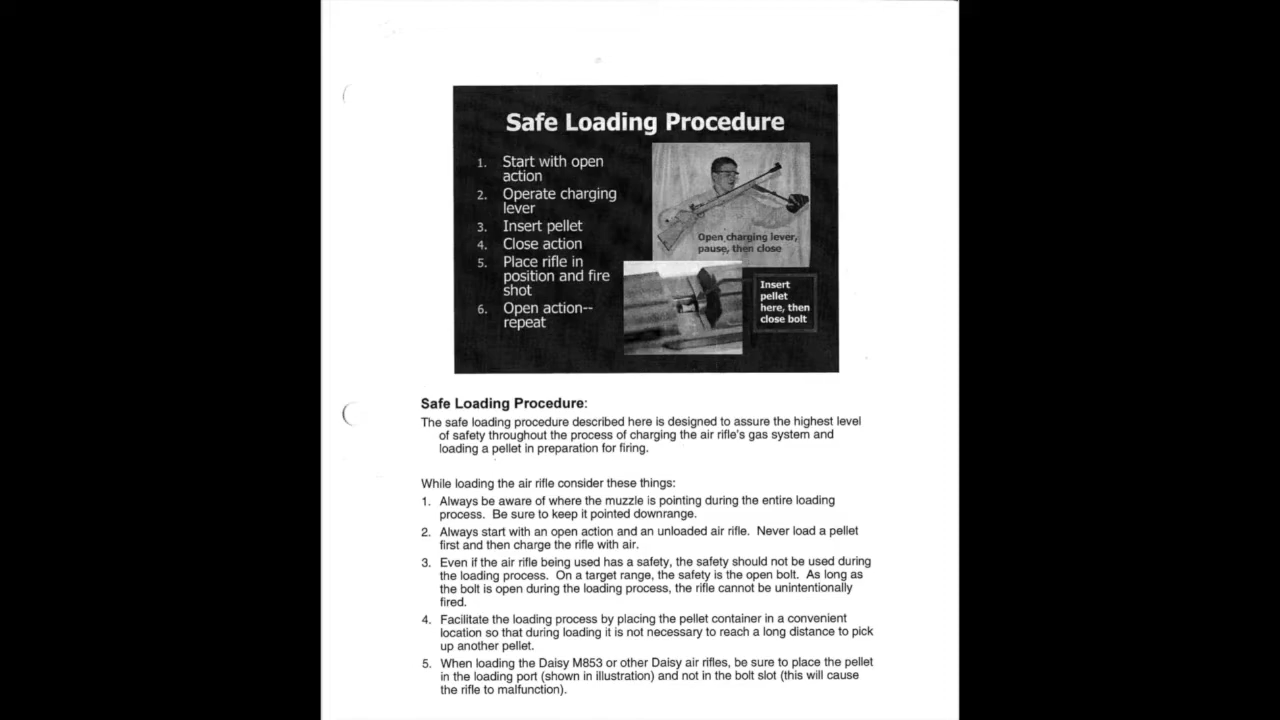 Safe Loading Procedure
1. Start with open
action
2. Operate charging
lever
3. Insert pellet
4. Close action
5. Place rifle in
position and fire
shot
6. Open action--
repeat
Open charging lever,
pause, then close
Insert
pellet
here, then
close bolt
Safe Loading Procedure:
The safe loading procedure described here is designed to assure the highest level
of safety throughout the process of charging the air rifle's gas system and
loading a pellet in preparation for firing.
While loading the air rifle consider these things:
1. Always be aware of where the muzzle is pointing during the entire loading
process. Be sure to keep it pointed downrange.
2. Always start with an open action and an unloaded air rifle. Never load a pellet
first and then charge the rifle with air.
3. Even if the air rifle being used has a safety, the safety should not be used during
the loading process. On a target range, the safety is the open bolt. As long as
the bolt is open during the loading process, the rifle cannot be unintentionally
fired.
4. Facilitate the loading process by placing the pellet container in a convenient
location so that during loading it is not necessary to reach a long distance to pick
up another pellet.
5. When loading the Daisy M853 or other Daisy air rifles, be sure to place the pellet
in the loading port (shown in illustration) and not in the bolt slot (this will cause
the rifle to malfunction).